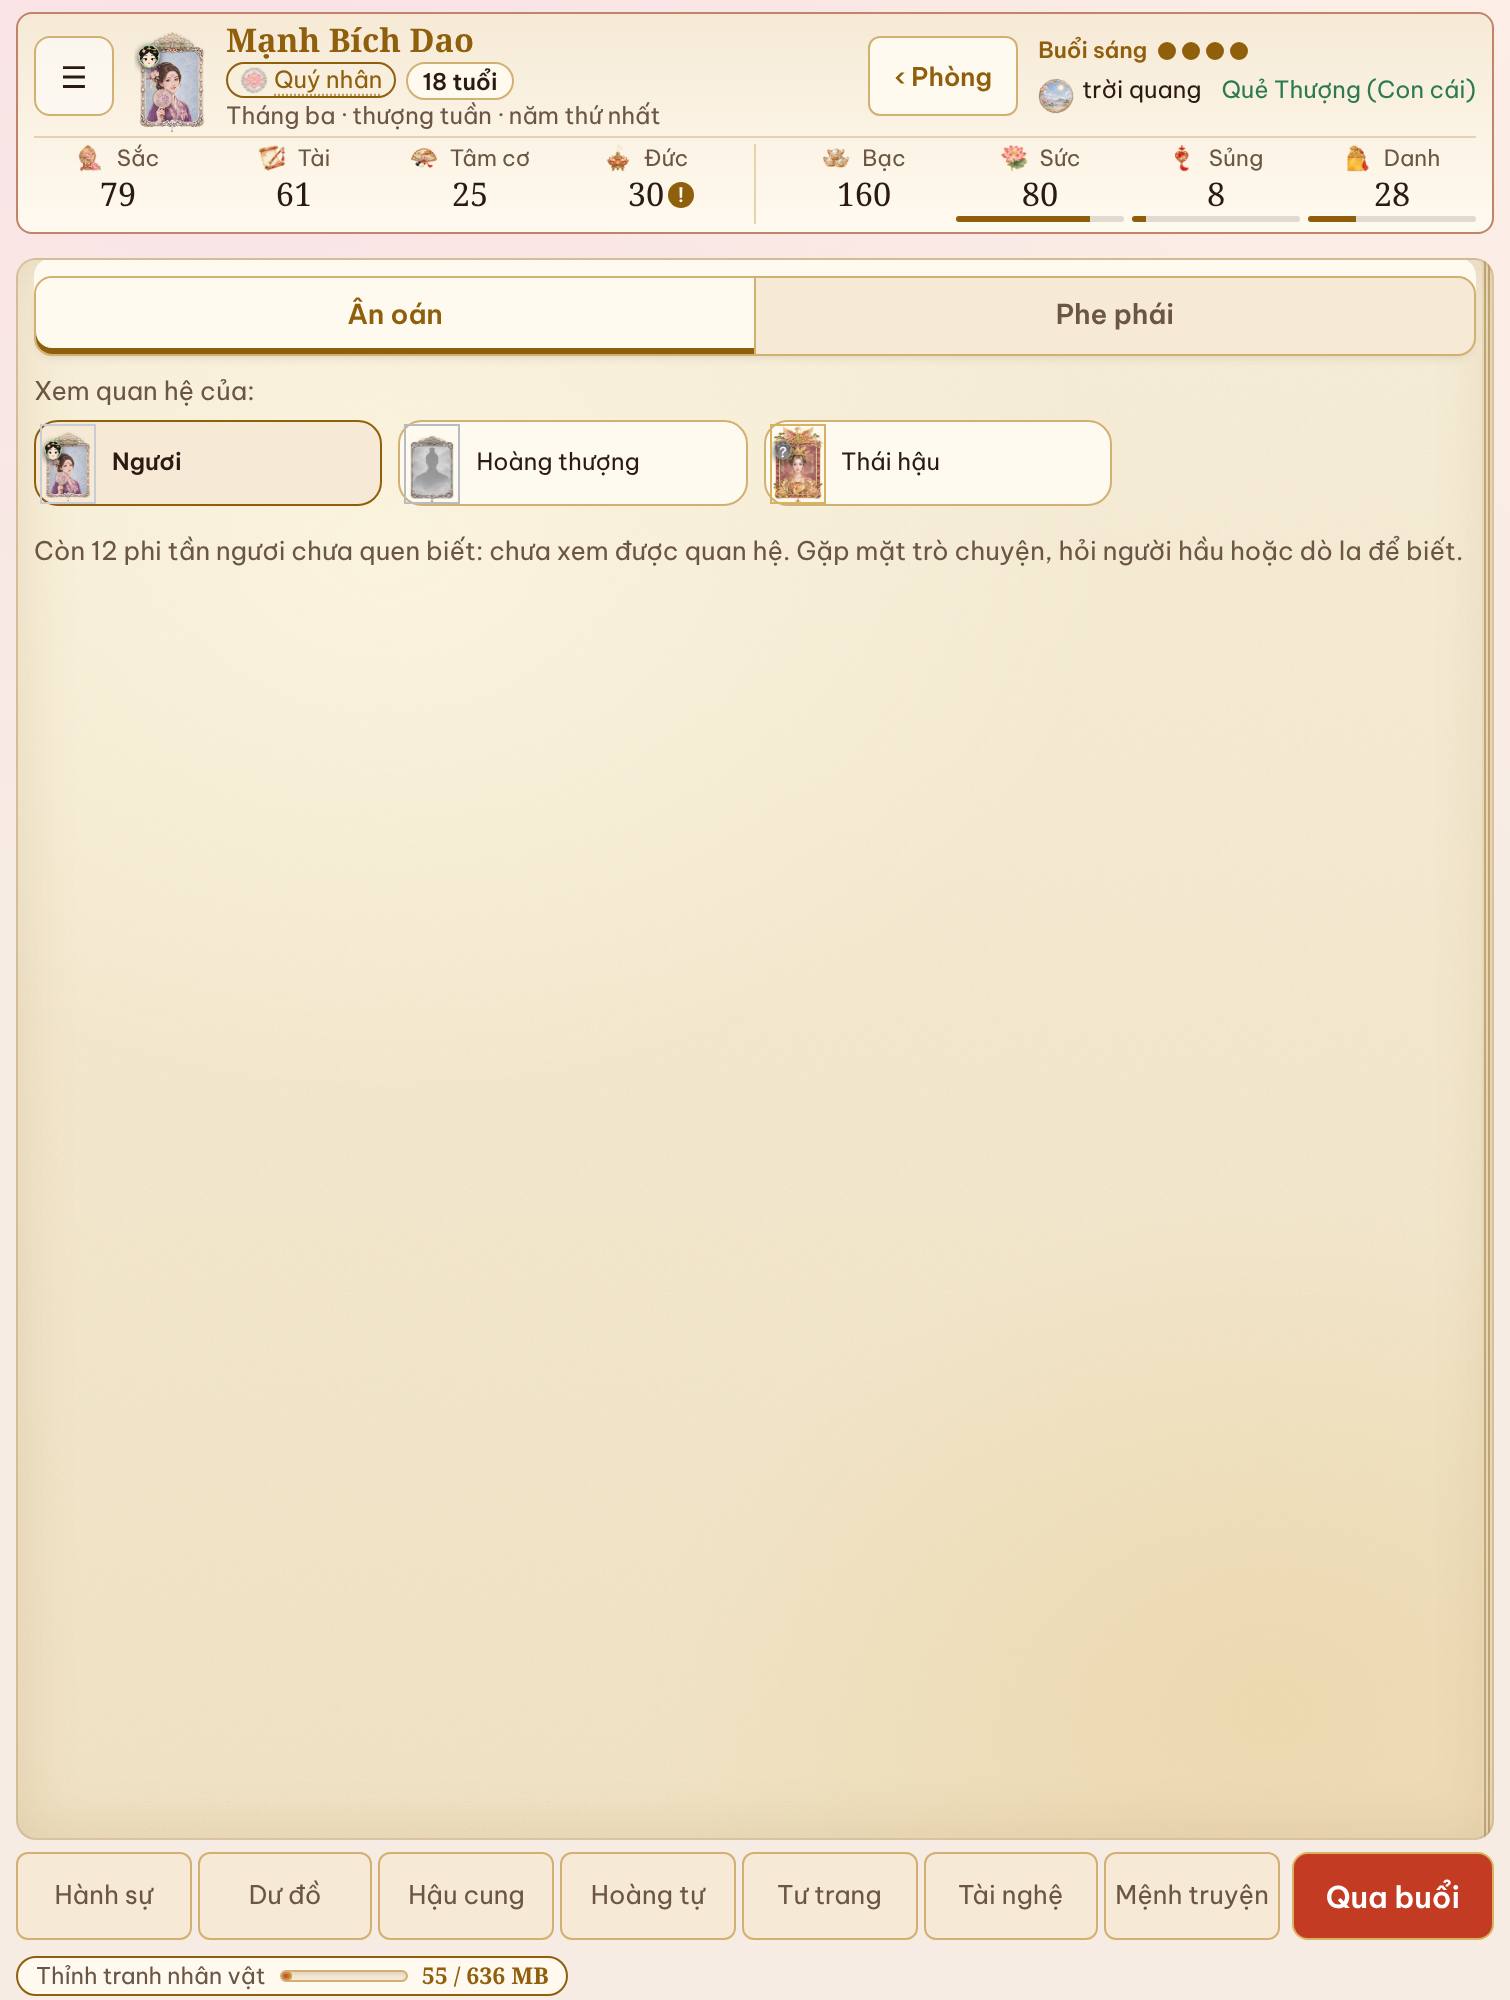 ☰
Mạnh Bích Dao
Quý nhân
18 tuổi
Tháng ba · thượng tuần · năm thứ nhất
‹ Phòng
Buổi sáng
trời quang Quẻ Thượng (Con cái)
Sắc Tài Tâm cơ Đức Bạc Sức Sủng Danh
79 61 25 30 ! 160 80 8 28
Ân oán Phe phái
Xem quan hệ của:
Ngươi ? Hoàng thượng Thái hậu
Còn 12 phi tần ngươi chưa quen biết: chưa xem được quan hệ. Gặp mặt trò chuyện, hỏi người hầu hoặc dò la để biết.
Hành sự Dư đồ Hậu cung Hoàng tự Tư trang Tài nghệ Mệnh truyện Qua buổi
Thỉnh tranh nhân vật 55 / 636 MB